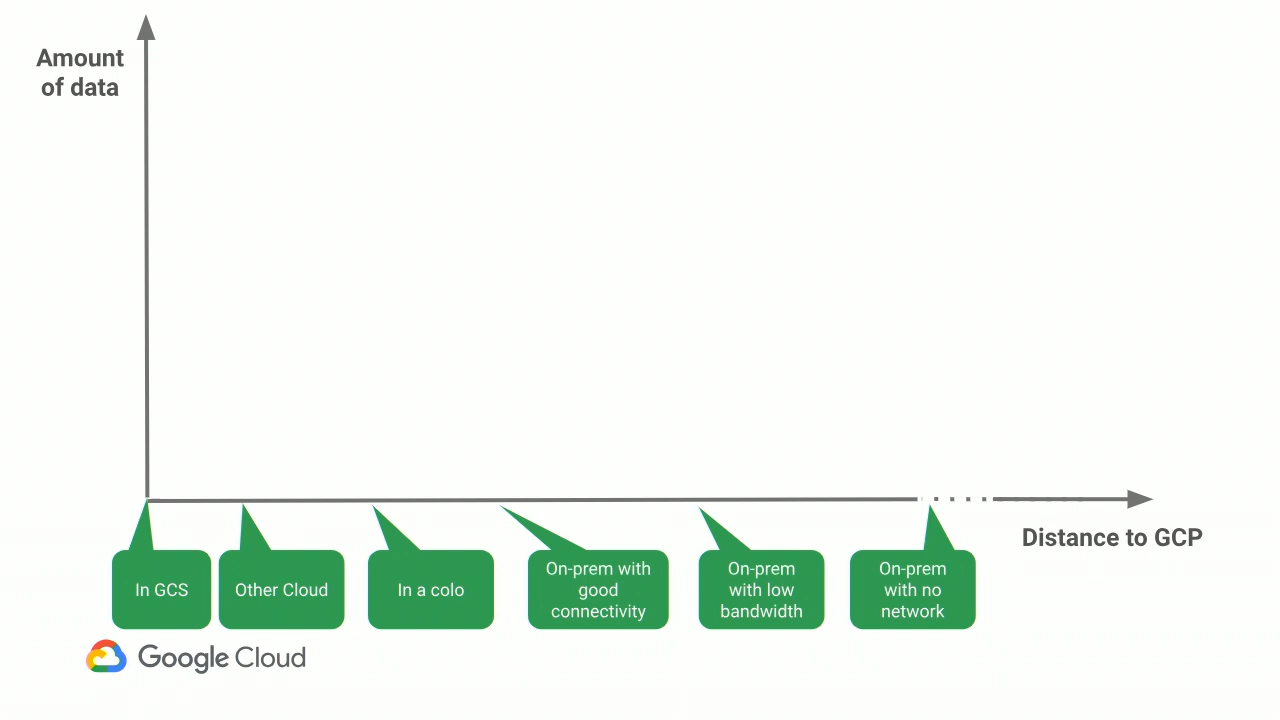 Amount
of data
Distance to GCP
In GCS
Other Cloud
In a colo
On-prem with
good
connectivity
On-prem
with low
bandwidth
On-prem
with no
network
Google Cloud